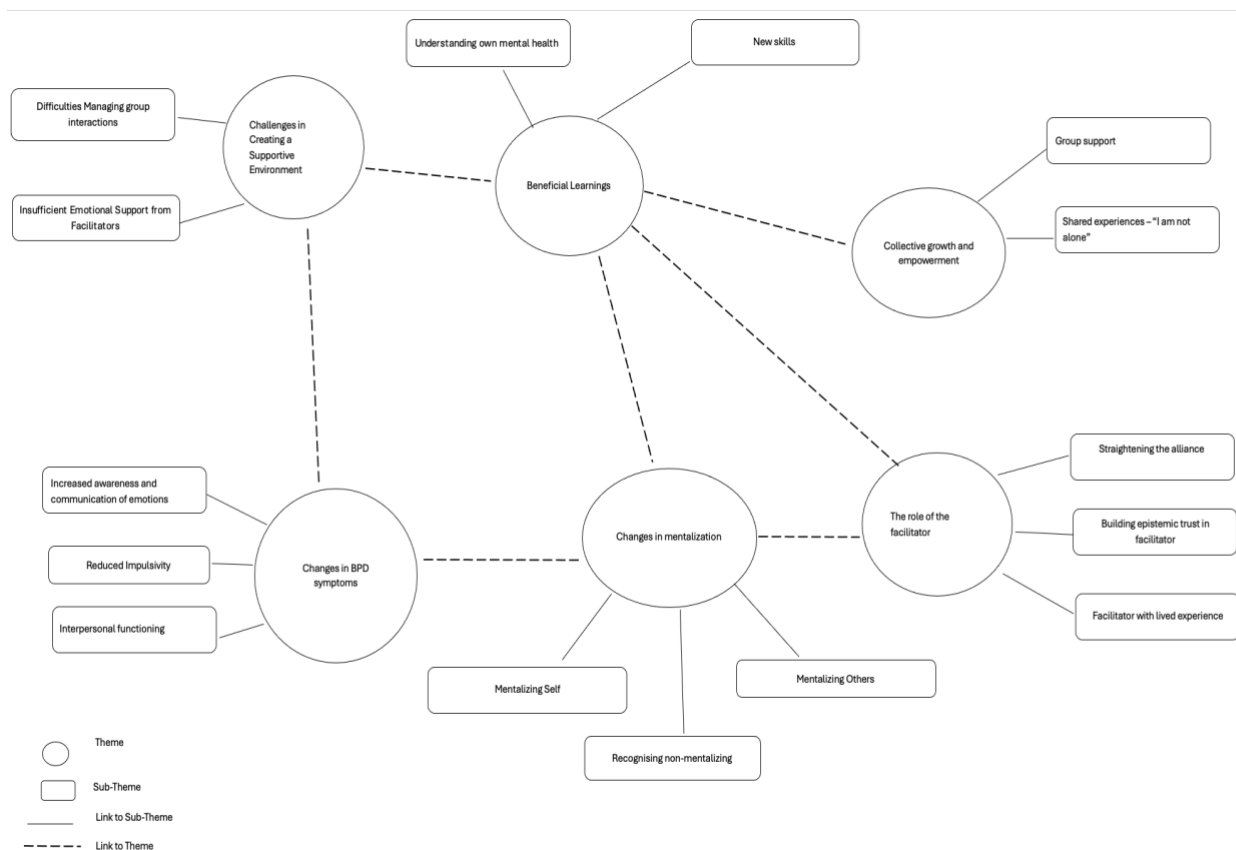 Understanding own mental health
New skills
Difficulties Managing group
interactions
Challenges in
Creating a
Supportive
Environment
Group support
Beneficial Learnings
Insufficient Emotional Support from
Facilitators
Shared experiences – “I am not
alone”
Collective growth and
empowerment
Straightening the alliance
Increased awareness and
communication of emotions
The role of the
facilitator
Building epistemic trust in
facilitator
Changes in mentalization
Reduced Impulsivity
Changes in BPD
symptoms
Facilitator with lived experience
Interpersonal functioning
Mentalizing Self
Mentalizing Others
Recognising non-mentalizing
Theme
Sub-Theme
Link to Sub-Theme
Link to Theme